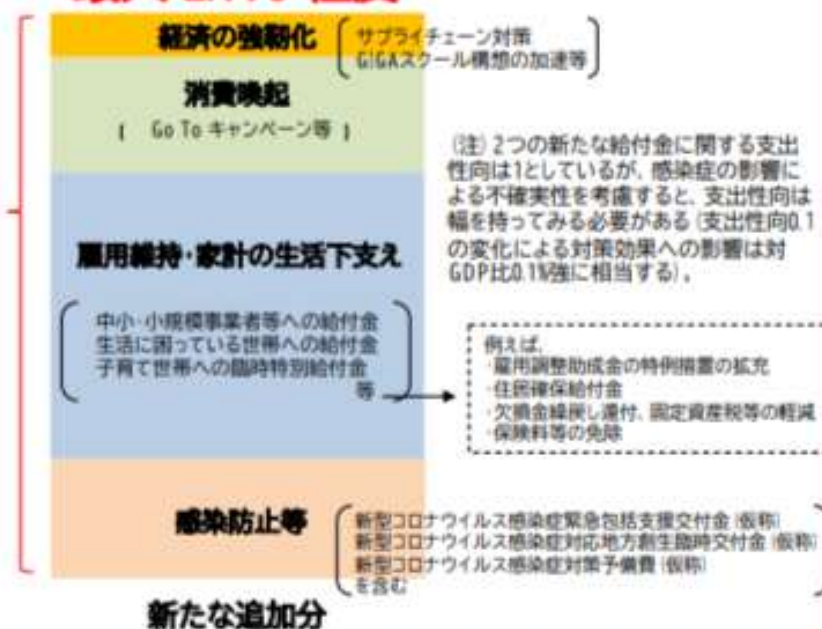 経済の強靭化
サプライチェーン対策
GIGAスクール構想の加速等
消費喚起
Go To キャンペーン等
(注) 2つの新たな給付金に関する支出
性向は1としているが、感染症の影響に
よる不確実性を考慮すると、支出性向は
幅を持ってみる必要がある(支出性向0.1
の変化による対策効果への影響は対
GDP比0.1%強に相当する)。
雇用維持・家計の生活下支え
中小・小規模事業者等への給付金
生活に困っている世帯への給付金
子育て世帯への臨時特別給付金
等
例えば、
・雇用調整助成金の特例措置の拡充
・住居確保給付金
・欠損金繰戻し還付、固定資産税等の軽減
・保険料等の免除
感染防止等
新型コロナウイルス感染症緊急包括支援交付金(仮称)
新型コロナウイルス感染症対応地方創生臨時交付金(仮称)
新型コロナウイルス感染症対策予備費(仮称)
を含む
新たな追加分